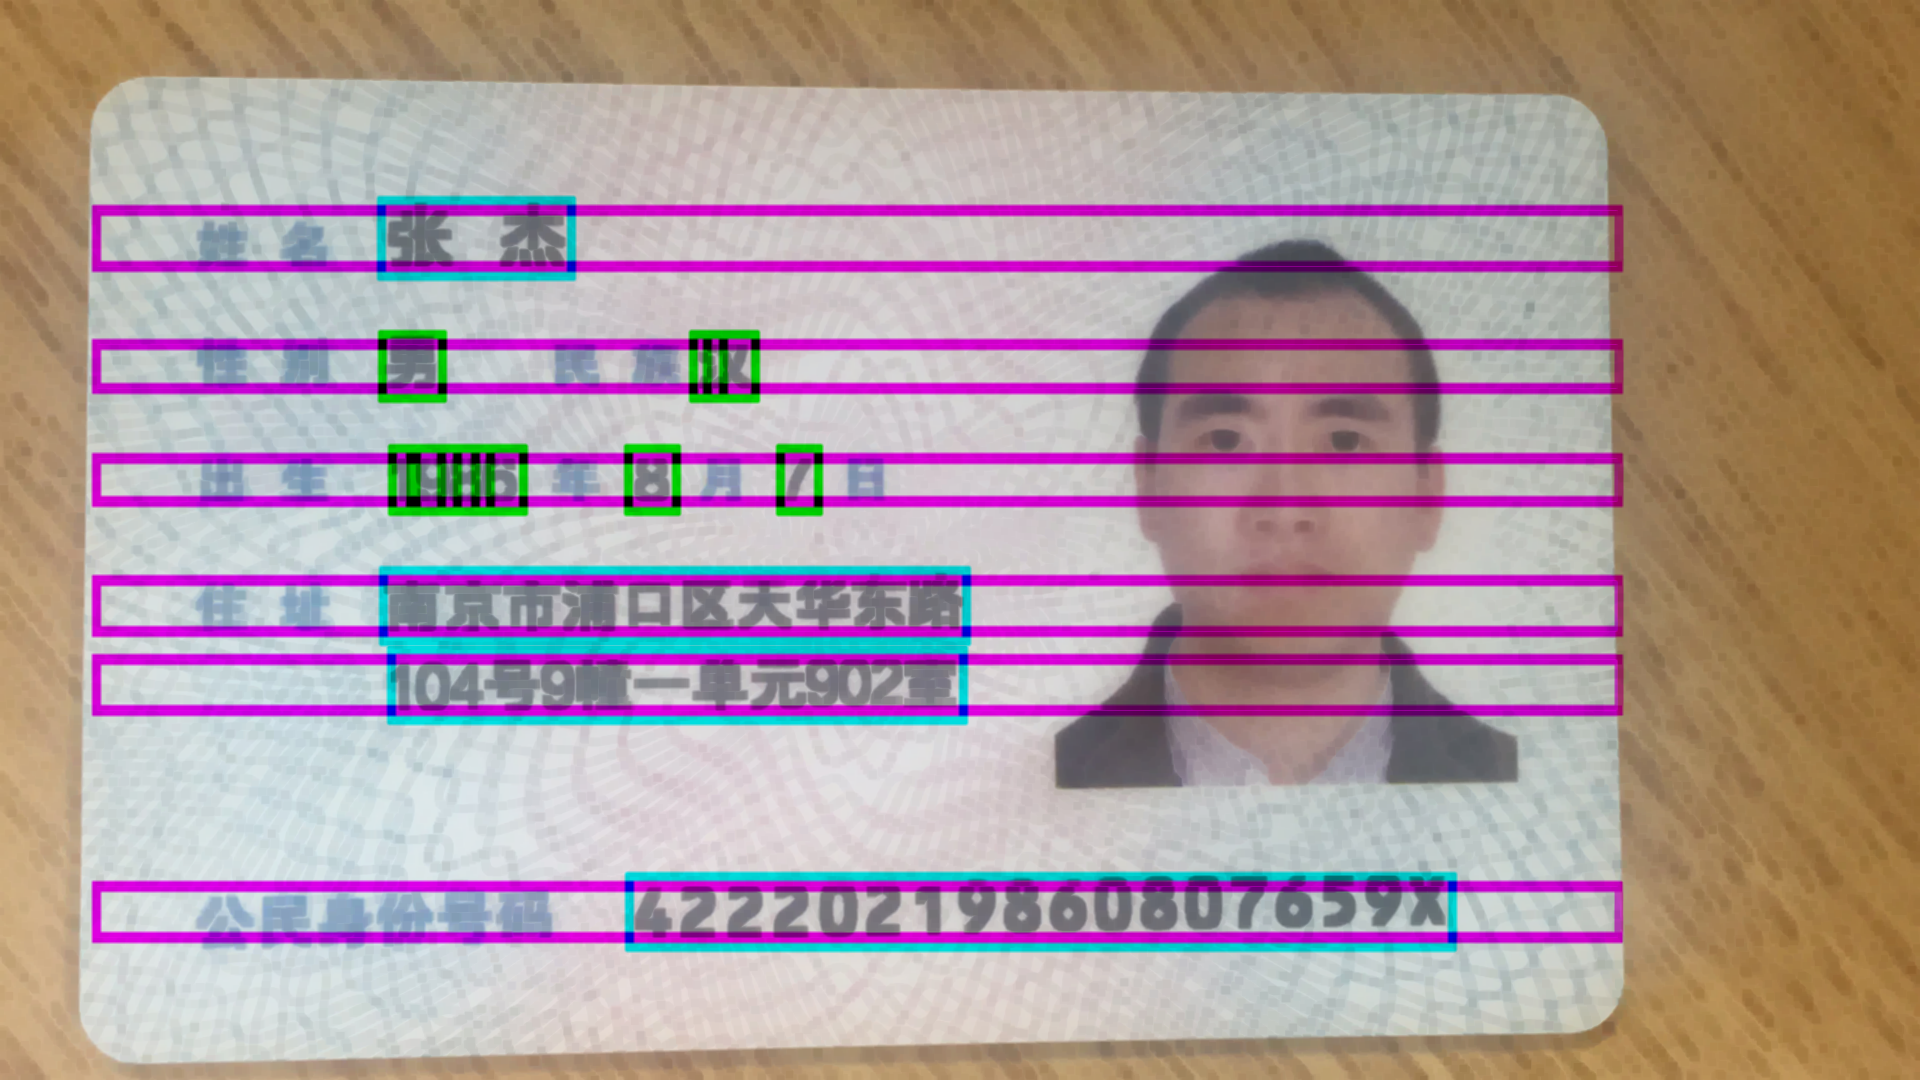 姓名 张杰
性别 男 民族 汉
出生 1986 年 8 月 7 日
住址 南京市浦口区天华东路
104号9幢一单元902室
公民身份号码 42220219860807659X